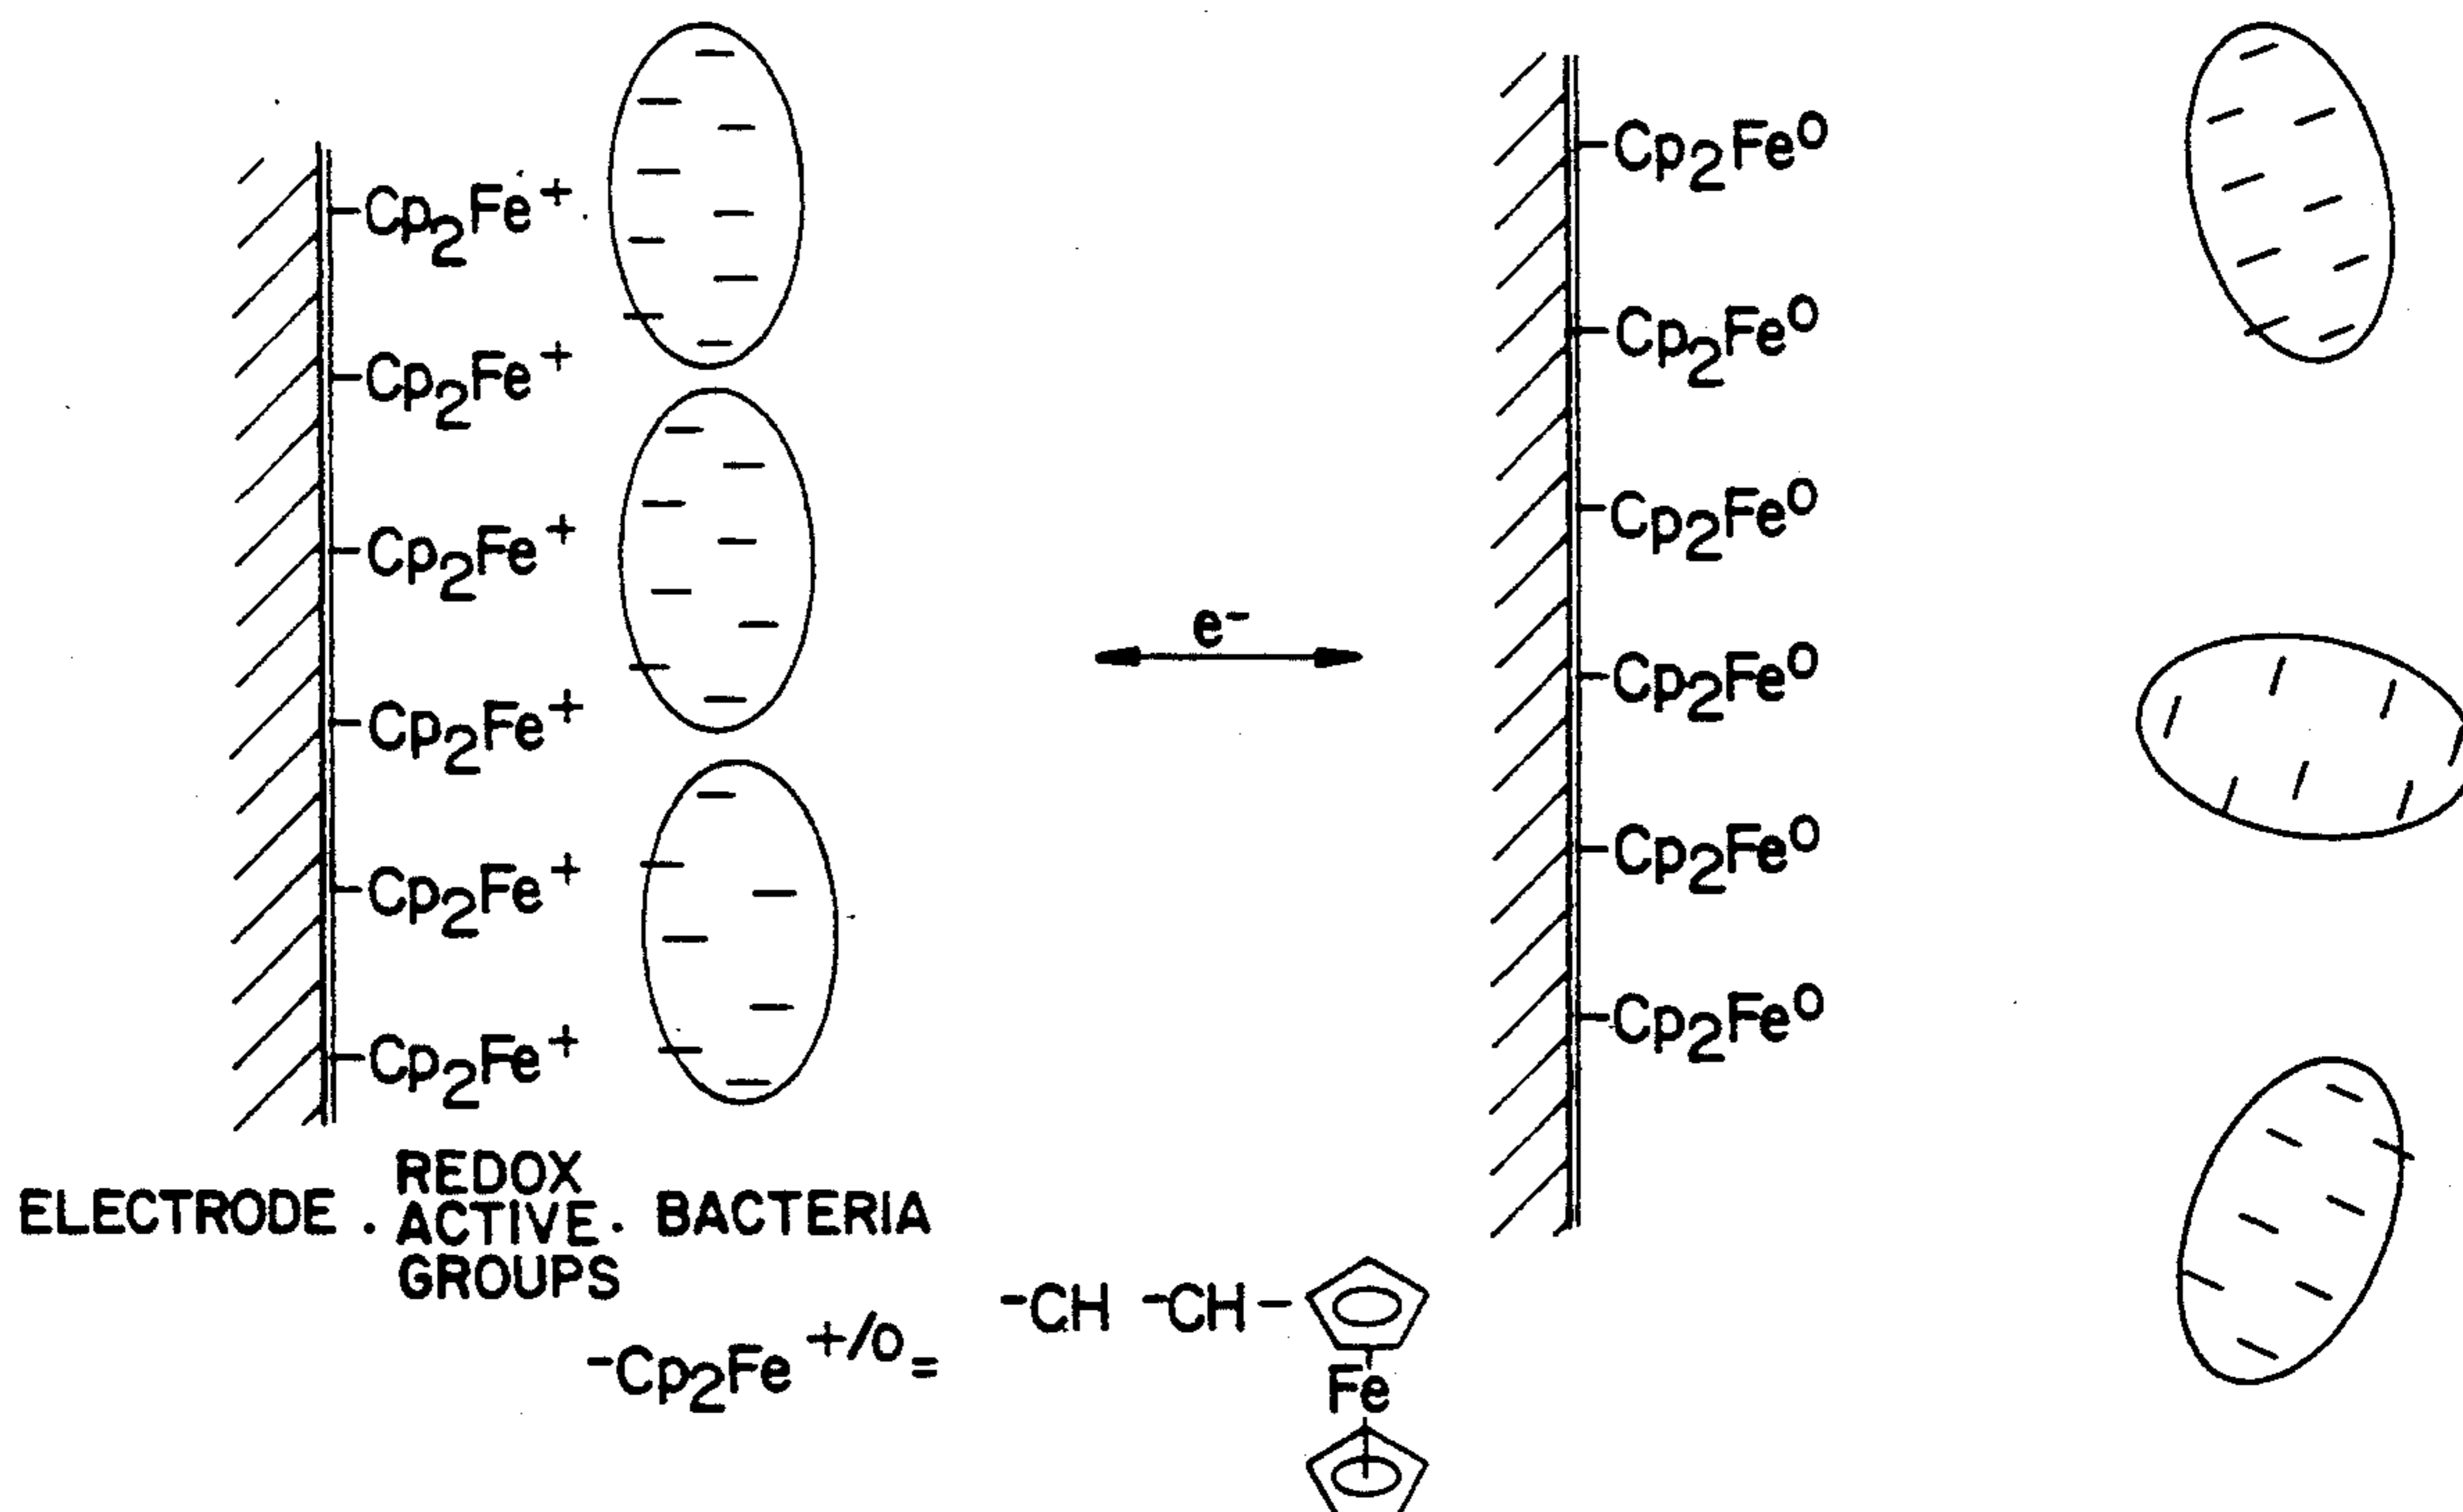 Cp₂Fe⁺
Cp₂Fe⁺
Cp₂Fe⁺
Cp₂Fe⁺
Cp₂Fe⁺
Cp₂Fe⁺
e⁻
Cp₂Fe⁰
Cp₂Fe⁰
Cp₂Fe⁰
Cp₂Fe⁰
Cp₂Fe⁰
Cp₂Fe⁰
ELECTRODE
REDOX
ACTIVE
GROUPS
BACTERIA
-Cp₂Fe +/0 =
-CH -CH-
Fe